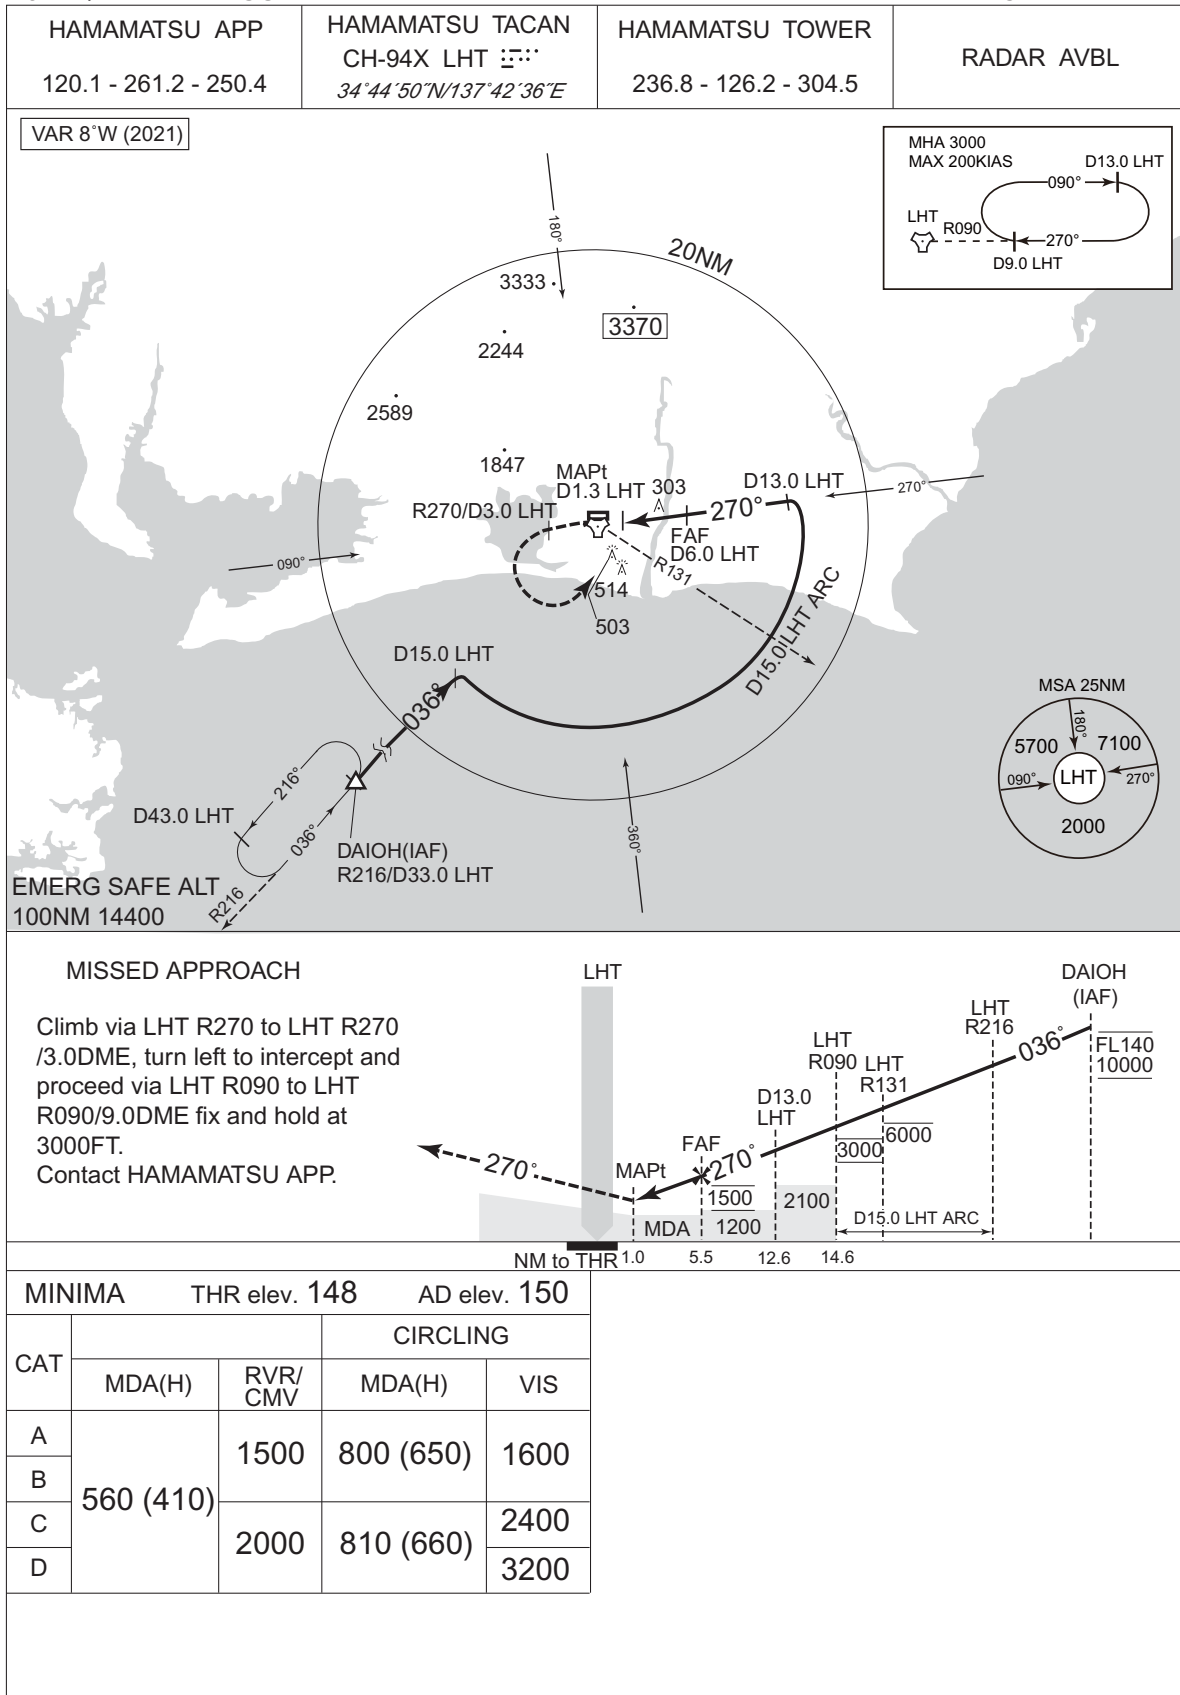 HAMAMATSU APP
120.1 - 261.2 - 250.4
HAMAMATSU TACAN
CH-94X LHT
34°44´50˝N/137°42´36˝E
HAMAMATSU TOWER
236.8 - 126.2 - 304.5
RADAR AVBL
VAR 8°W (2021)
MHA 3000
MAX 200KIAS
D13.0 LHT
090°
LHT
R090
270°
D9.0 LHT
180°
20NM
3333
3370
2244
2589
1847
MAPt
D1.3 LHT
303
D13.0 LHT
270°
R270/D3.0 LHT
270°
FAF
D6.0 LHT
R131
090°
514
503
D15.0 LHT ARC
D15.0 LHT
036°
MSA 25NM
180°
5700
7100
090°
LHT
270°
2000
216°
D43.0 LHT
036°
360°
DAIOH(IAF)
R216/D33.0 LHT
R216
EMERG SAFE ALT
100NM 14400
MISSED APPROACH
Climb via LHT R270 to LHT R270
/3.0DME, turn left to intercept and
proceed via LHT R090 to LHT
R090/9.0DME fix and hold at
3000FT.
Contact HAMAMATSU APP.
LHT
DAIOH
(IAF)
LHT
R216
036°
FL140
10000
LHT
R090
LHT
R131
D13.0
LHT
6000
3000
FAF
270°
MAPt
270°
1500
2100
MDA
1200
D15.0 LHT ARC
NM to THR
1.0
5.5
12.6
14.6
MINIMA
THR elev. 148
AD elev. 150
CAT
CIRCLING
MDA(H)
RVR/
CMV
MDA(H)
VIS
A
B
C
D
560 (410)
1500
2000
800 (650)
810 (660)
1600
2400
3200